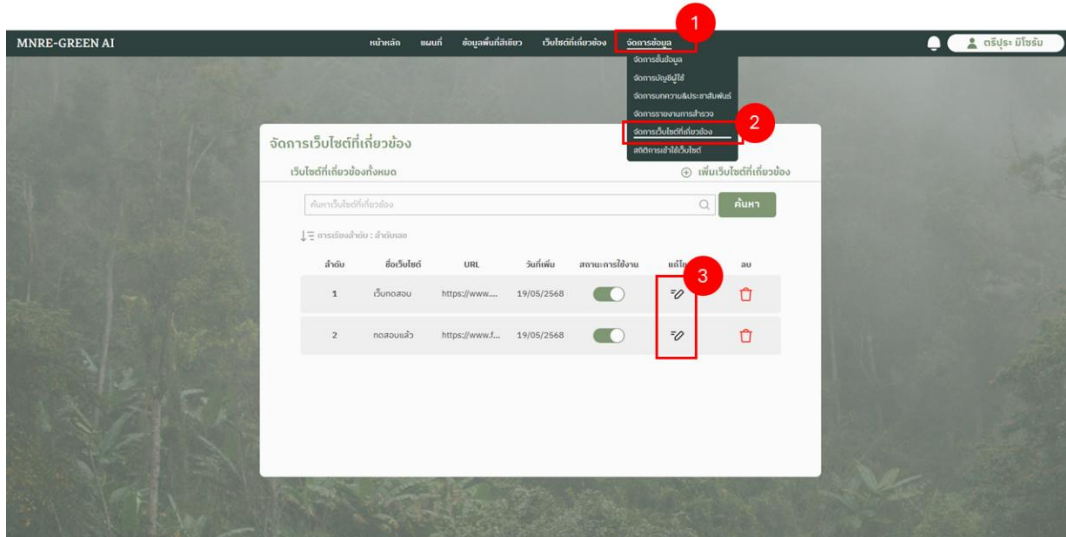 1
MNRE-GREEN AI หน้าหลัก แผนที่ ข้อมูลพื้นที่สีเขียว เว็บไซต์ที่เกี่ยวข้อง จัดการข้อมูล ตรีประ มิโซรัม
จัดการชั้นข้อมูล
จัดการบัญชีผู้ใช้
จัดการบทความ&ประชาสัมพันธ์
จัดการรายงานการสำรวจ
2
จัดการเว็บไซต์ที่เกี่ยวข้อง
สถิติการเข้าใช้เว็บไซต์
จัดการเว็บไซต์ที่เกี่ยวข้อง
เว็บไซต์ที่เกี่ยวข้องทั้งหมด เพิ่มเว็บไซต์ที่เกี่ยวข้อง
ค้นหาเว็บไซต์ที่เกี่ยวข้อง ค้นหา
การเรียงลำดับ : ลำดับเลข
ลำดับ ชื่อเว็บไซต์ URL วันที่เพิ่ม สถานะการใช้งาน ลบ
3
1 เว็บทดสอบ https://www.... 19/05/2568
2 ทดสอบแล้ว https://www.f... 19/05/2568